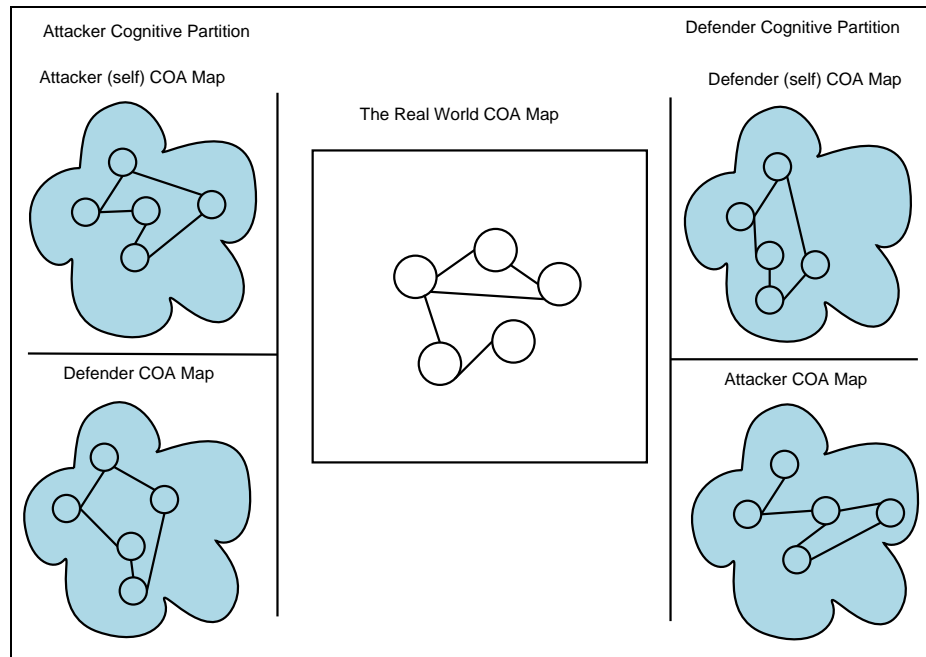 Attacker Cognitive Partition
Attacker (self) COA Map
Defender COA Map
The Real World COA Map
Defender Cognitive Partition
Defender (self) COA Map
Attacker COA Map